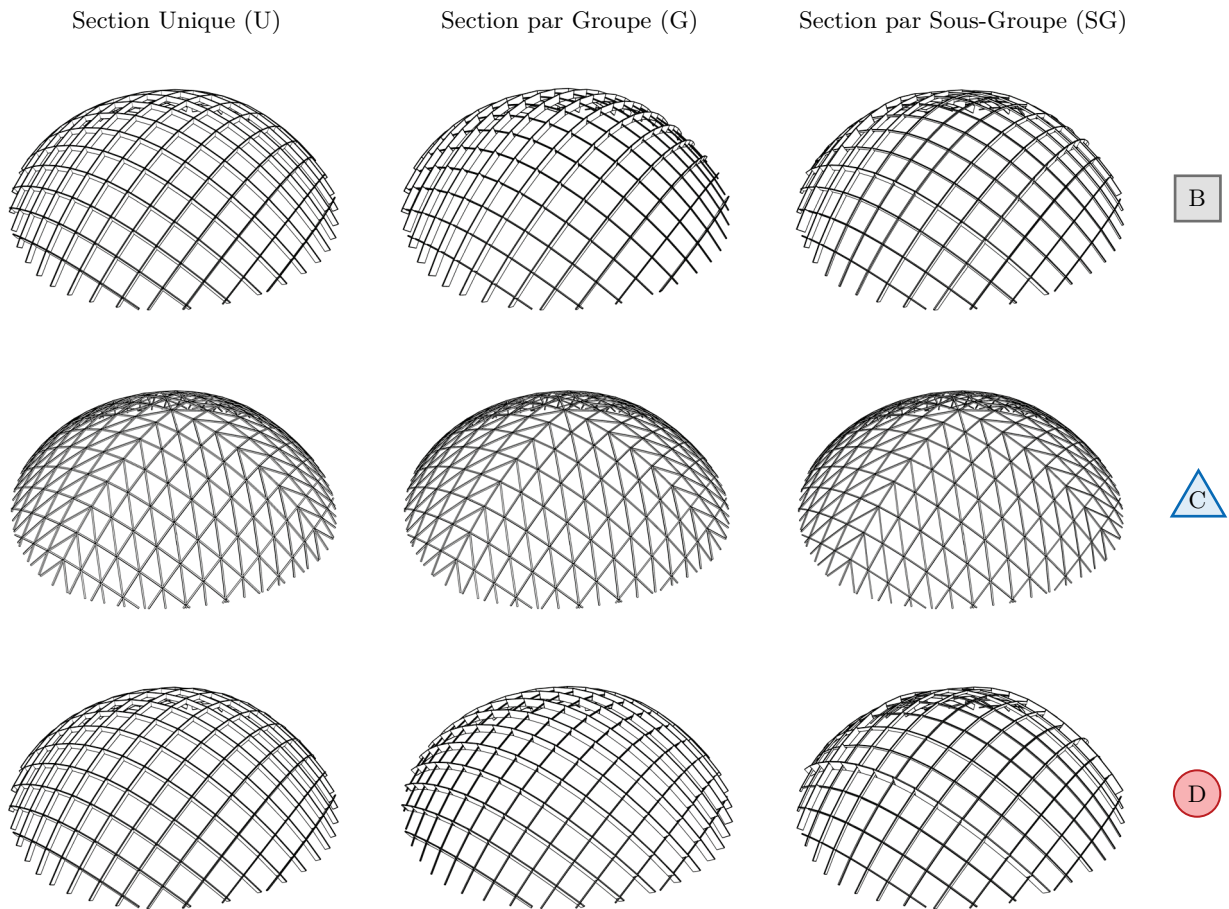 Section Unique (U)
Section par Groupe (G)
Section par Sous-Groupe (SG)
B
C
D